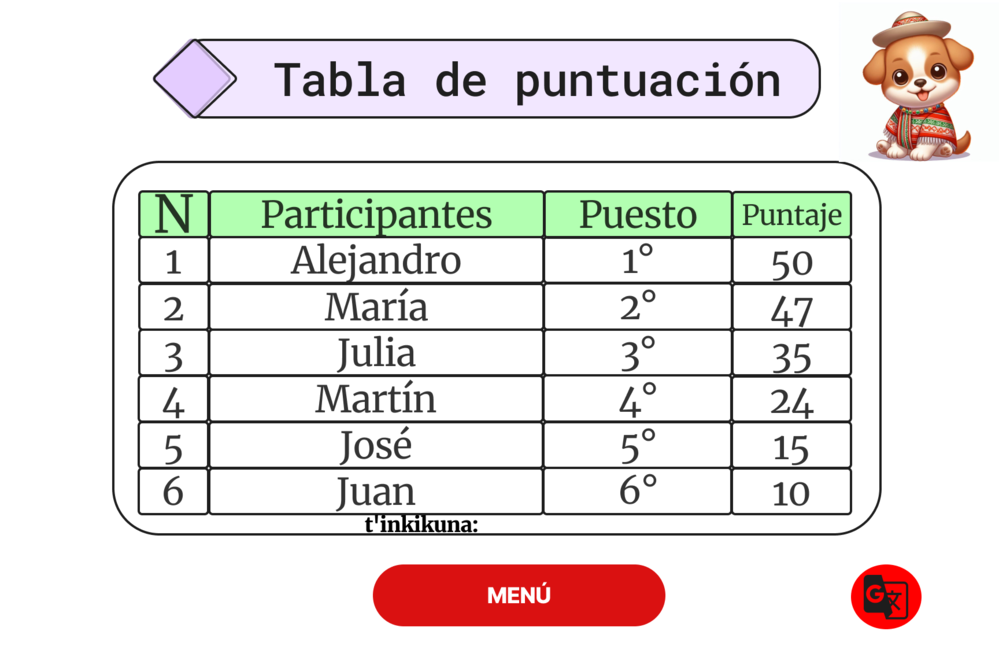 Tabla de puntuación
N Participantes Puesto Puntaje
1 Alejandro 1° 50
2 María 2° 47
3 Julia 3° 35
4 Martín 4° 24
5 José 5° 15
6 Juan 6° 10
t'inkikuna:
MENÚ
G 文